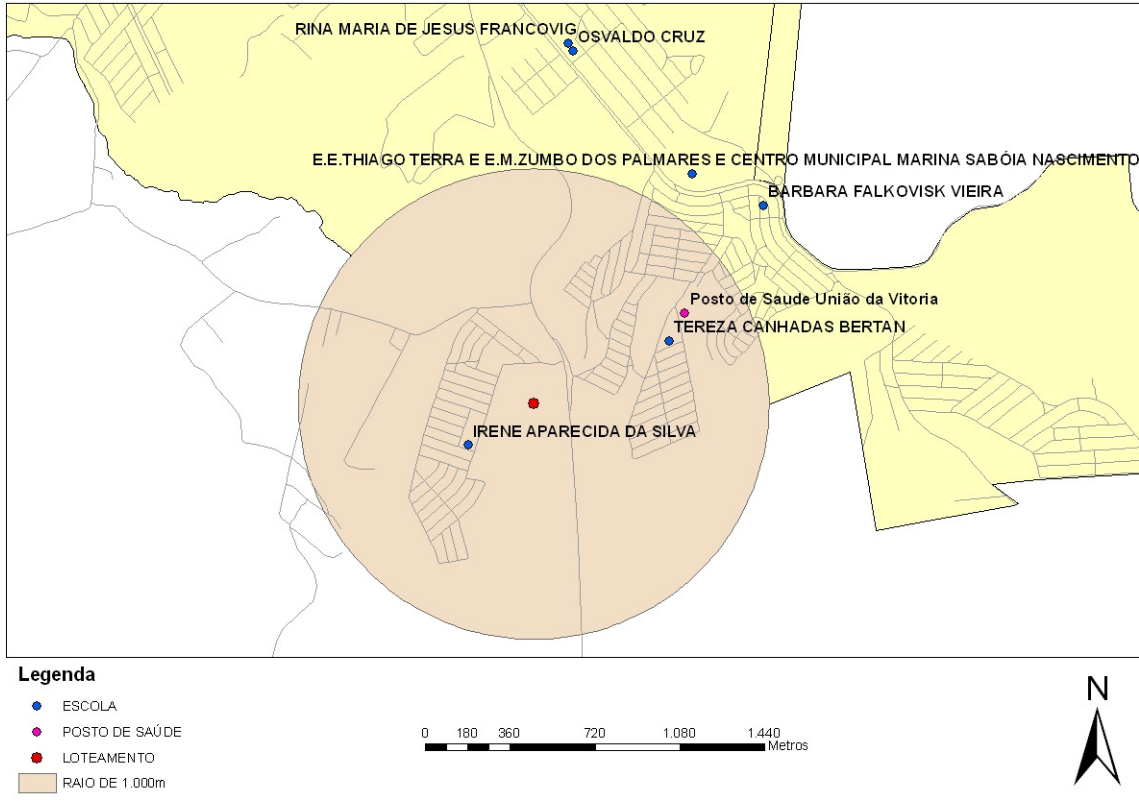 RINA MARIA DE JESUS FRANCOVIG
OSVALDO CRUZ
E.E.THIAGO TERRA E E.M.ZUMBO DOS PALMARES E CENTRO MUNICIPAL MARINA SABÓIA NASCIMENTO
BARBARA FALKOVISK VIEIRA
Posto de Saude União da Vitoria
TEREZA CANHADAS BERTAN
IRENE APARECIDA DA SILVA
Legenda
ESCOLA
POSTO DE SAÚDE
LOTEAMENTO
RAIO DE 1.000m
0 180 360 720 1.080 1.440
Metros
N